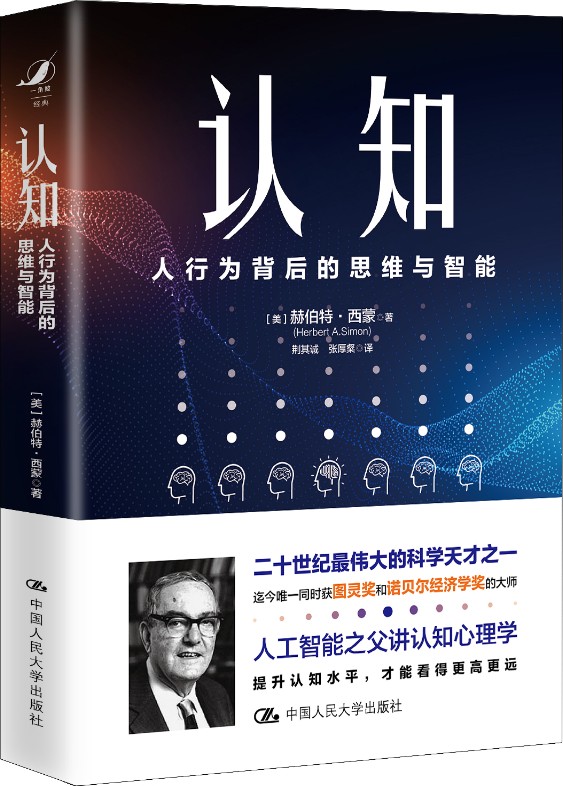 一角鲸
经典
认知
人行为背后的
思维与智能
[美]赫伯特·西蒙 著
中国人民大学出版社
认知
人行为背后的思维与智能
[美]赫伯特·西蒙◎著
(Herbert A.Simon)
荆其诚 张厚粲◎译
二十世纪最伟大的科学天才之一
迄今唯一同时获图灵奖和诺贝尔经济学奖的大师
人工智能之父讲认知心理学
提升认知水平，才能看得更高更远
中国人民大学出版社